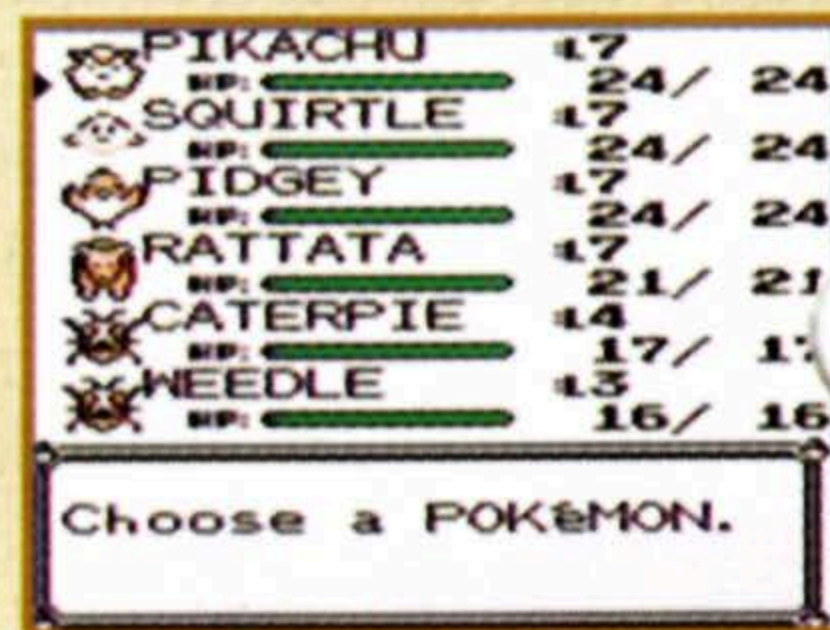 PIKACHU :L7
HP: 24/ 24
SQUIRTLE :L7
HP: 24/ 24
PIDGEY :L7
HP: 24/ 24
RATTATA :L7
HP: 21/ 21
CATERPIE :L4
HP: 17/ 17
WEEDLE :L3
HP: 16/ 16
Choose a POKéMON.